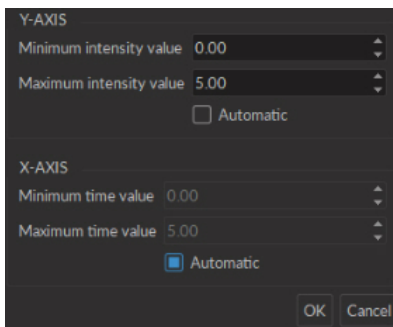 Y-AXIS
Minimum intensity value 0.00
Maximum intensity value 5.00
Automatic
X-AXIS
Minimum time value 0.00
Maximum time value 5.00
Automatic
OK Cancel